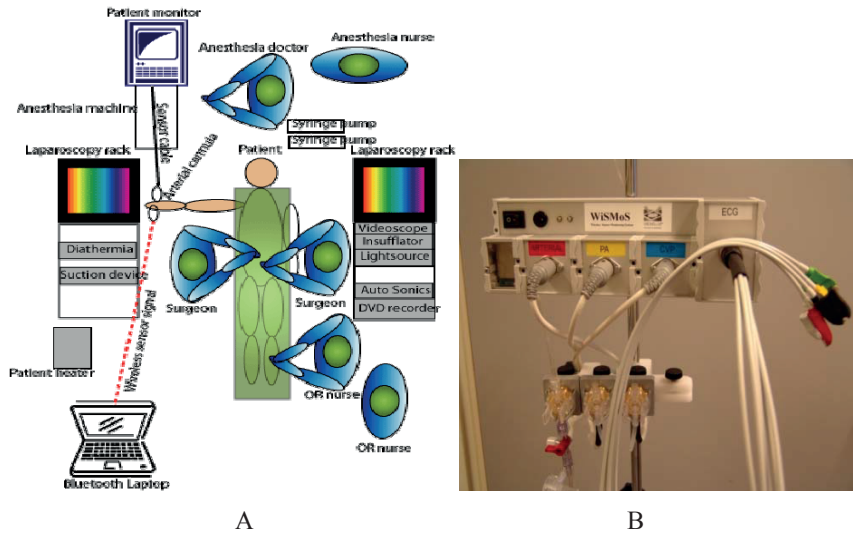 Patient monitor
Anesthesia doctor
Anesthesia nurse
Anesthesia machine
Sensor cable
Syringe pump
Syringe pump
Laparoscopy rack
Arterial cannula
Patient
Laparoscopy rack
Diathermia
Suction device
Videoscope
Insufflator
Lightsource
Auto Sonics
DVD recorder
Surgeon
Surgeon
Wireless sensor signal
Patient heater
OR nurse
OR nurse
Bluetooth Laptop
A
WiSMoS
ECG
ARTERIAL
PA
CVP
B